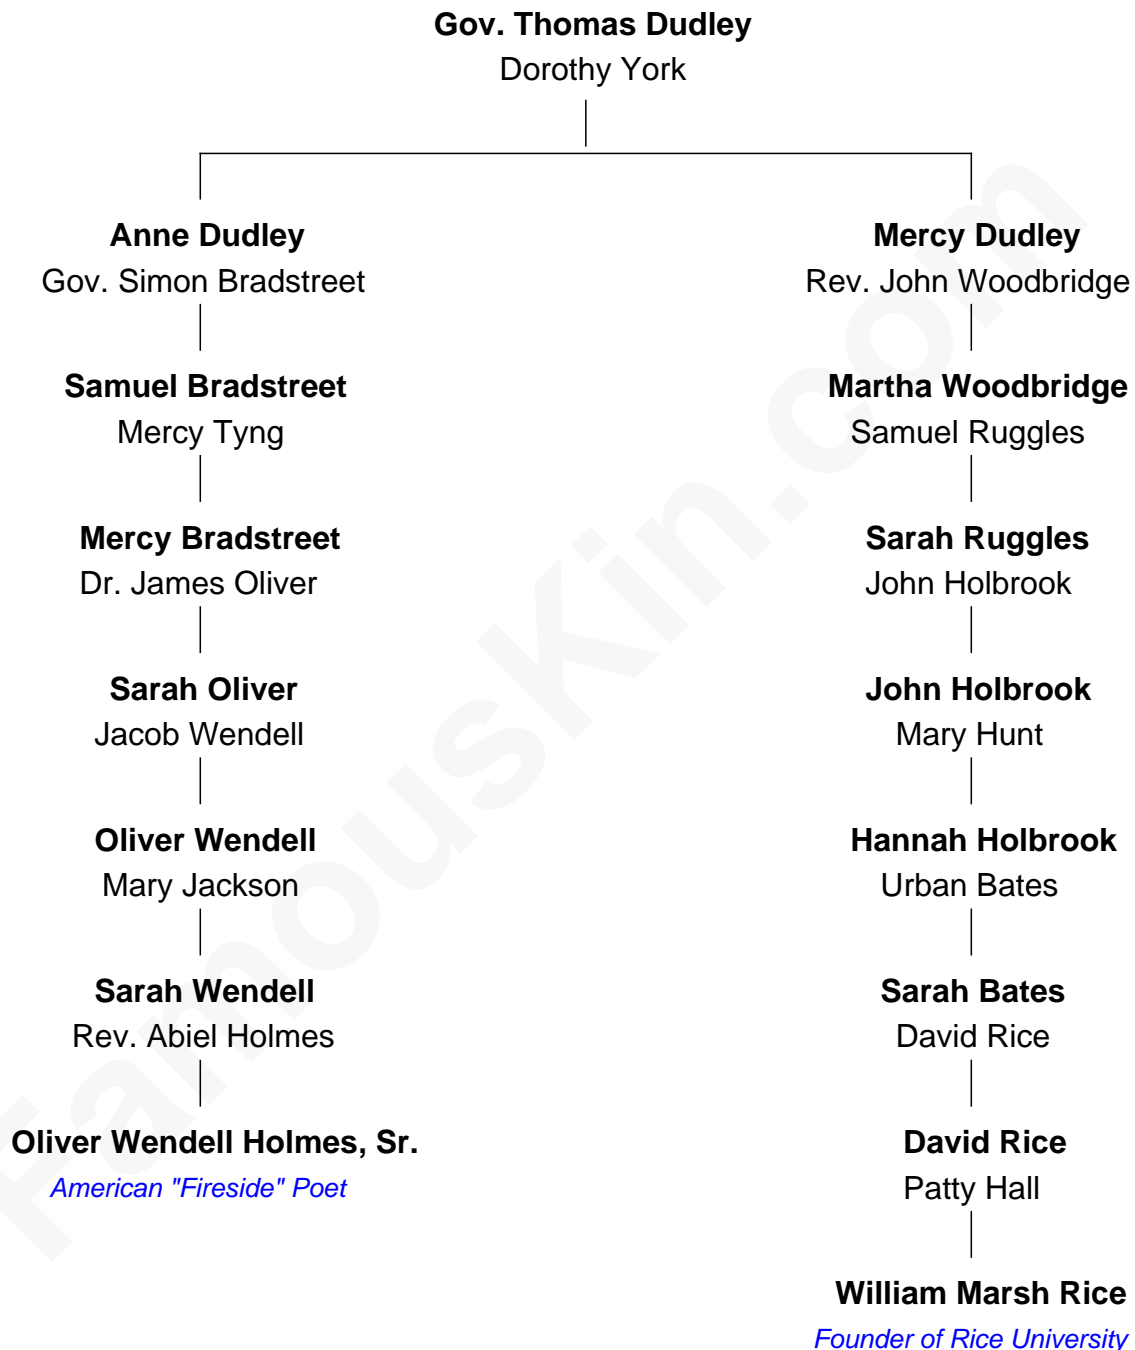 Gov. Thomas Dudley
Dorothy York
Anne Dudley
Gov. Simon Bradstreet
Mercy Dudley
Rev. John Woodbridge
Samuel Bradstreet
Mercy Tyng
Martha Woodbridge
Samuel Ruggles
Mercy Bradstreet
Dr. James Oliver
Sarah Ruggles
John Holbrook
Sarah Oliver
Jacob Wendell
John Holbrook
Mary Hunt
Oliver Wendell
Mary Jackson
Hannah Holbrook
Urban Bates
Sarah Wendell
Rev. Abiel Holmes
Sarah Bates
David Rice
Oliver Wendell Holmes, Sr.
American "Fireside" Poet
David Rice
Patty Hall
William Marsh Rice
Founder of Rice University
FamousKin.com